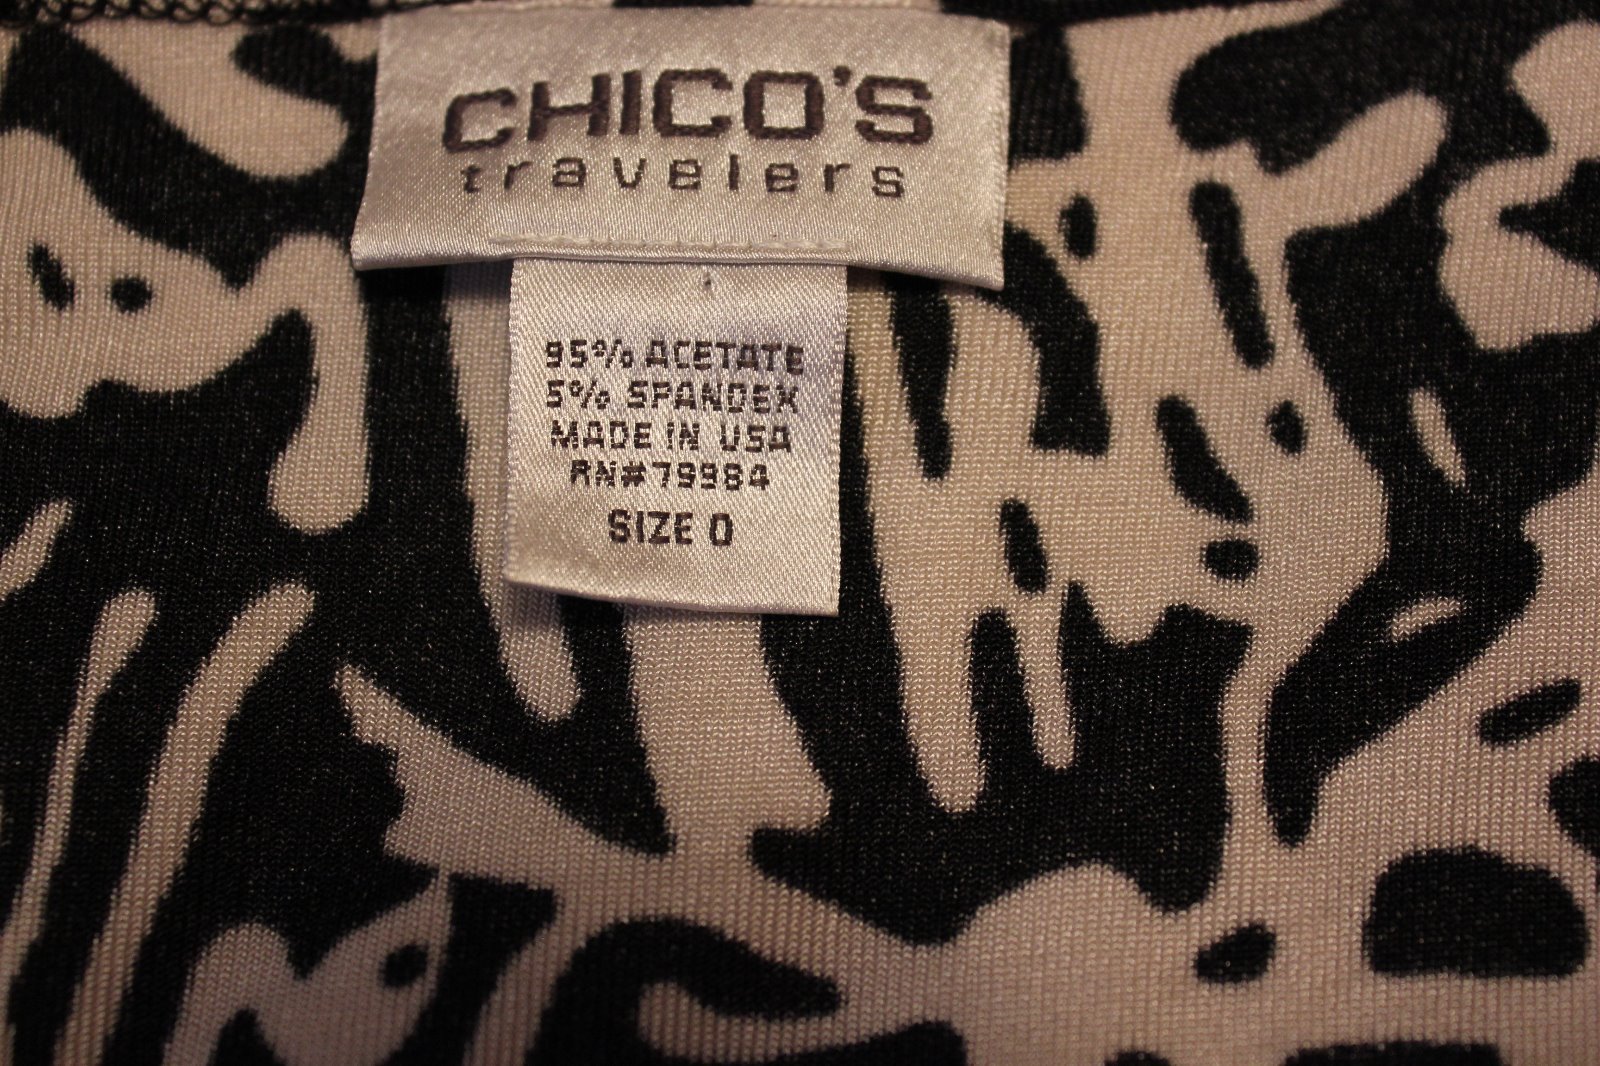 CHICO'S
travelers
95% ACETATE
5% SPANDEX
MADE IN USA
RN#79984
SIZE 0